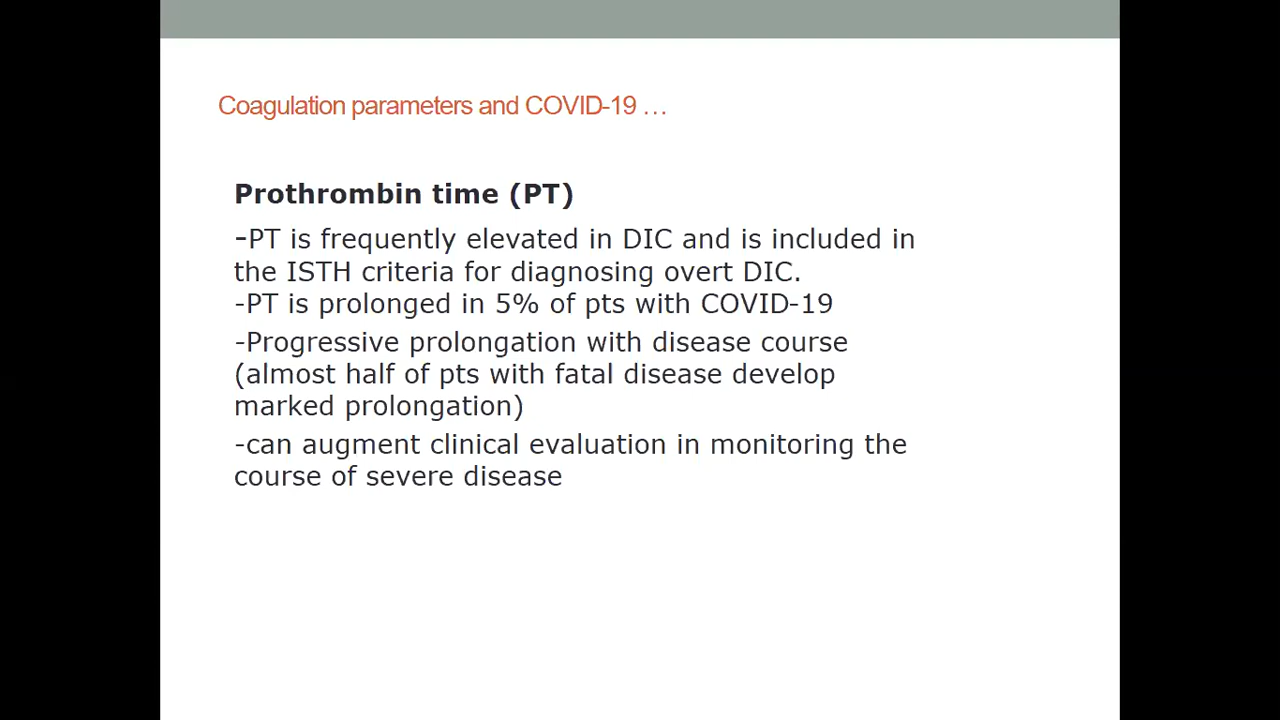 Coagulation parameters and COVID-19 …
Prothrombin time (PT)
-PT is frequently elevated in DIC and is included in
the ISTH criteria for diagnosing overt DIC.
-PT is prolonged in 5% of pts with COVID-19
-Progressive prolongation with disease course
(almost half of pts with fatal disease develop
marked prolongation)
-can augment clinical evaluation in monitoring the
course of severe disease